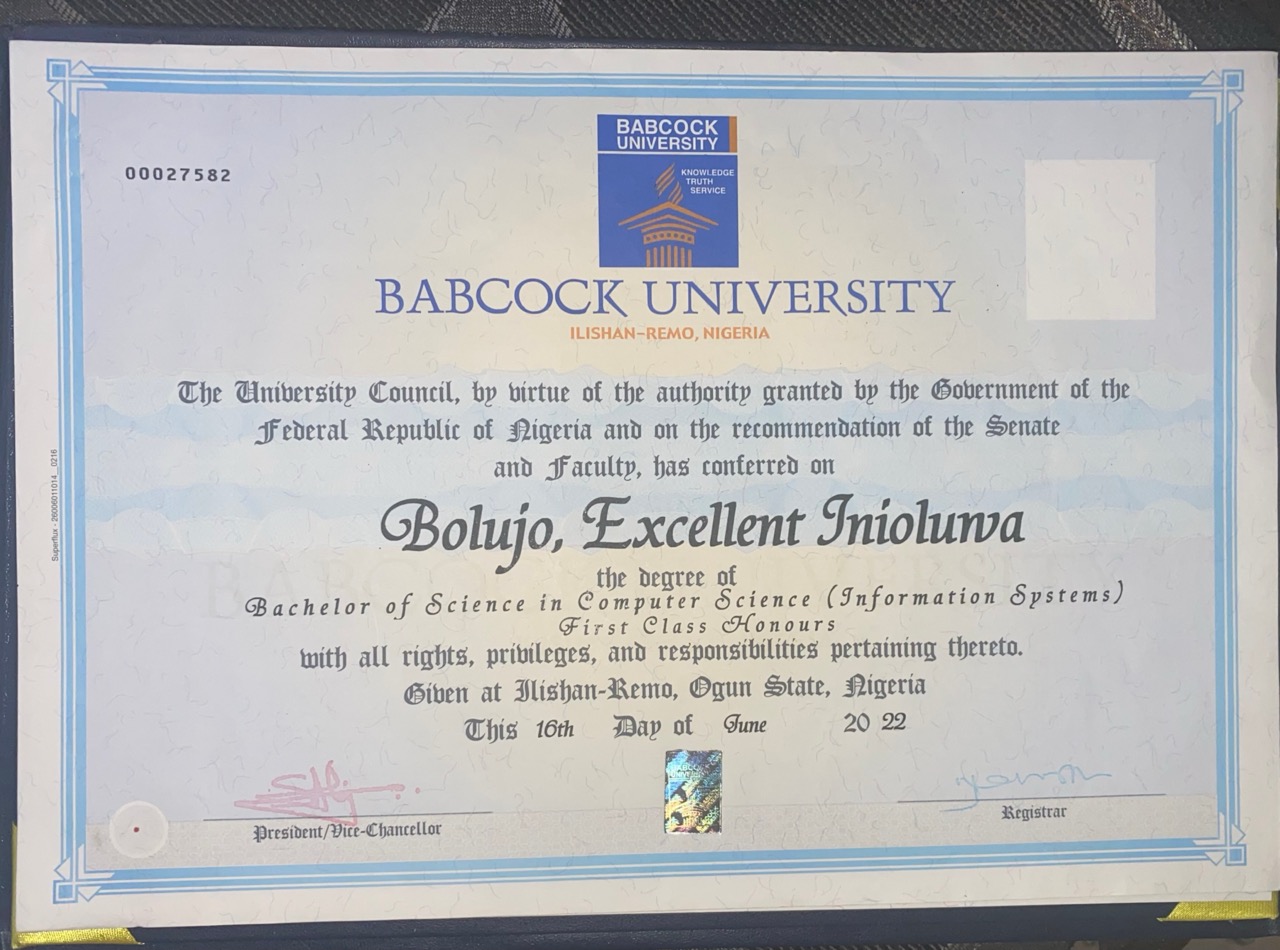 BABCOCK
UNIVERSITY
KNOWLEDGE
TRUTH
SERVICE
00027582
BABCOCK UNIVERSITY
ILISHAN-REMO, NIGERIA
The University Council, by virtue of the authority granted by the Government of the
Federal Republic of Nigeria and on the recommendation of the Senate
and Faculty, has conferred on
Bolujo, Excellent Inioluwa
the degree of
Bachelor of Science in Computer Science (Information Systems)
First Class Honours
with all rights, privileges, and responsibilities pertaining thereto.
Given at Ilishan-Remo, Ogun State, Nigeria
This 16th Day of June 20 22
President/Vice-Chancellor
Registrar
BABCOCK UNIVERSITY